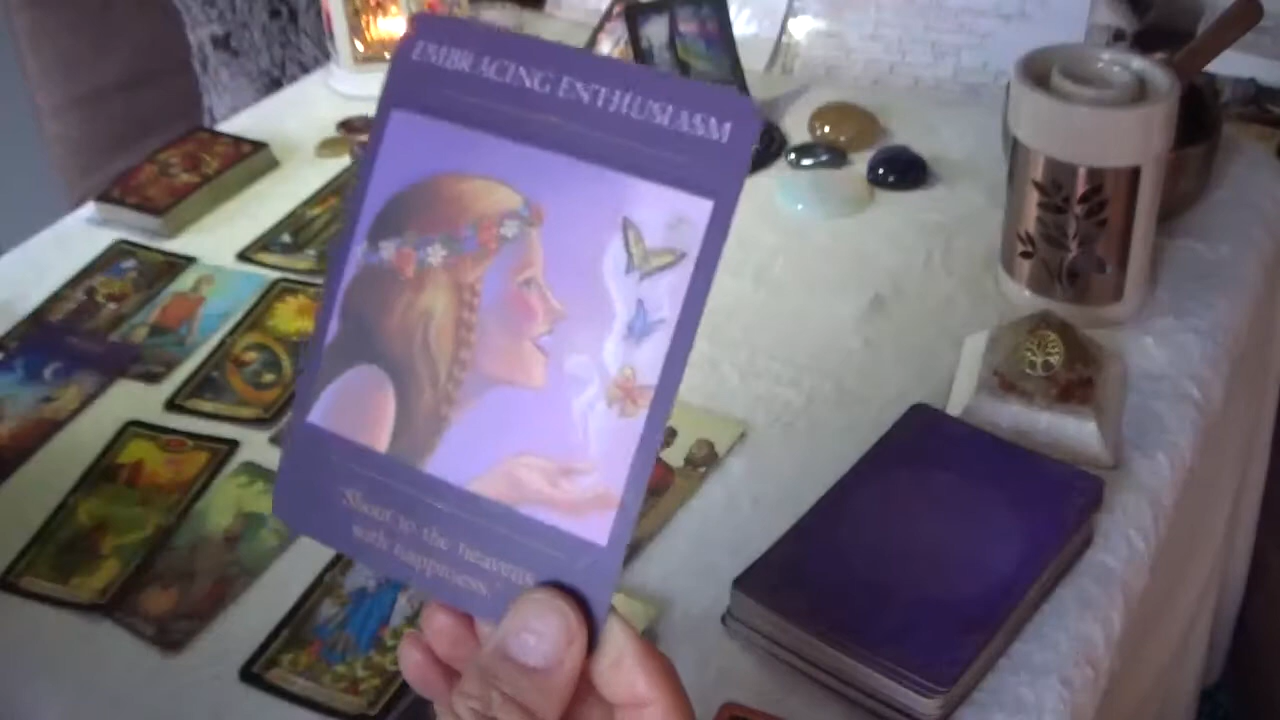 EMBRACING ENTHUSIASM
"Shout to the heavens
with happiness."